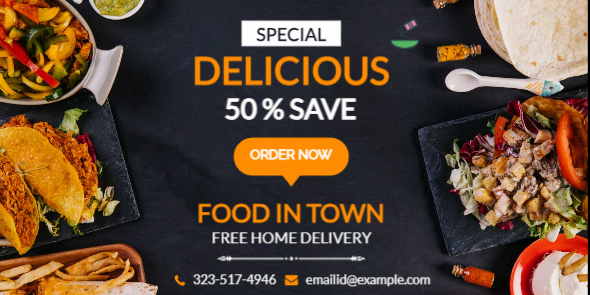 SPECIAL
DELICIOUS
50 % SAVE
ORDER NOW
FOOD IN TOWN
FREE HOME DELIVERY
323-517-4946 emailid@example.com